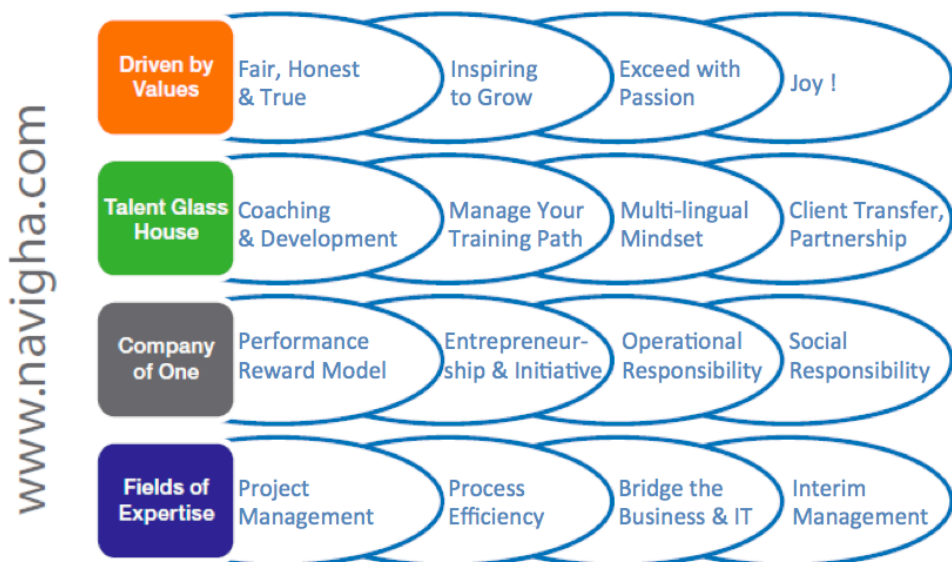 www.navigha.com
Driven by
Values
Fair, Honest
& True
Inspiring
to Grow
Exceed with
Passion
Joy !
Talent Glass
House
Coaching
& Development
Manage Your
Training Path
Multi-lingual
Mindset
Client Transfer,
Partnership
Company
of One
Performance
Reward Model
Entrepreneur-
ship & Initiative
Operational
Responsibility
Social
Responsibility
Fields of
Expertise
Project
Management
Process
Efficiency
Bridge the
Business & IT
Interim
Management